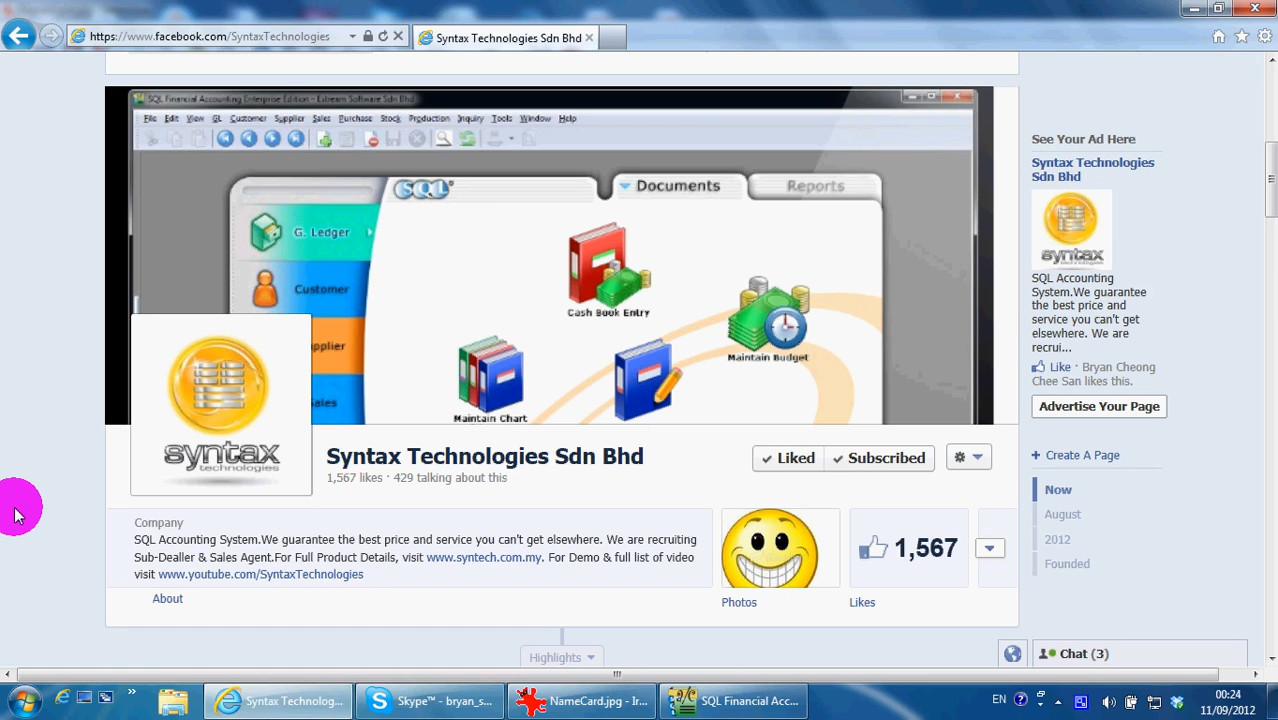 https://www.facebook.com/SyntaxTechnologies
Syntax Technologies Sdn Bhd
SQL Financial Accounting Enterprise Edition - Estream Software Sdn Bhd
File Edit View GL Customer Supplier Sales Purchase Stock Production Inquiry Tools Window Help
SQL
Documents
Reports
G. Ledger
Customer
pplier
Sales
Cash Book Entry
Maintain Budget
Maintain Chart
syntax
technologies
Syntax Technologies Sdn Bhd
1,567 likes · 429 talking about this
Liked
Subscribed
Company
SQL Accounting System.We guarantee the best price and service you can't get elsewhere. We are recruiting
Sub-Dealler & Sales Agent.For Full Product Details, visit www.syntech.com.my. For Demo & full list of video
visit www.youtube.com/SyntaxTechnologies
About
Photos
1,567
Likes
Highlights
See Your Ad Here
Syntax Technologies
Sdn Bhd
syntax
SQL Accounting
System.We guarantee
the best price and
service you can't get
elsewhere. We are
recrui...
Like · Bryan Cheong
Chee San likes this.
Advertise Your Page
Create A Page
Now
August
2012
Founded
Chat (3)
Syntax Technolog...
Skype™ - bryan_s...
NameCard.jpg - Ir...
SQL Financial Acc...
EN
00:24
11/09/2012